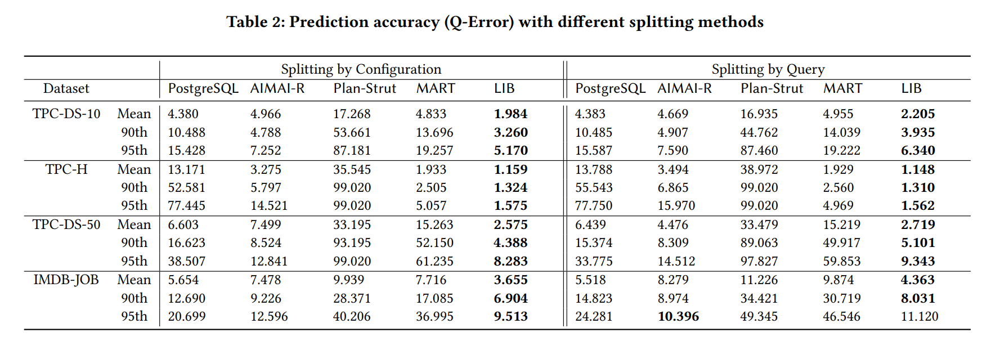 Table 2: Prediction accuracy (Q-Error) with different splitting methods
Splitting by Configuration Splitting by Query
Dataset PostgreSQL AIMAI-R Plan-Strut MART LIB PostgreSQL AIMAI-R Plan-Strut MART LIB
TPC-DS-10 Mean 4.380 4.966 17.268 4.833 1.984 4.383 4.669 16.935 4.955 2.205
90th 10.488 4.788 53.661 13.696 3.260 10.485 4.907 44.762 14.039 3.935
95th 15.428 7.252 87.181 19.257 5.170 15.587 7.590 87.460 19.222 6.340
TPC-H Mean 13.171 3.275 35.545 1.933 1.159 13.788 3.494 38.972 1.929 1.148
90th 52.581 5.797 99.020 2.505 1.324 55.543 6.865 99.020 2.560 1.310
95th 77.445 14.521 99.020 5.057 1.575 77.750 15.970 99.020 4.969 1.562
TPC-DS-50 Mean 6.603 7.499 33.195 15.263 2.575 6.439 4.476 33.479 15.219 2.719
90th 16.623 8.524 93.195 52.150 4.388 15.374 8.309 89.063 49.917 5.101
95th 38.507 12.841 99.020 61.235 8.283 33.775 14.512 97.827 59.853 9.343
IMDB-JOB Mean 5.654 7.478 9.939 7.716 3.655 5.518 8.279 11.226 9.874 4.363
90th 12.690 9.226 28.371 17.085 6.904 14.823 8.974 34.421 30.719 8.031
95th 20.699 12.596 40.206 36.995 9.513 24.281 10.396 49.345 46.546 11.120